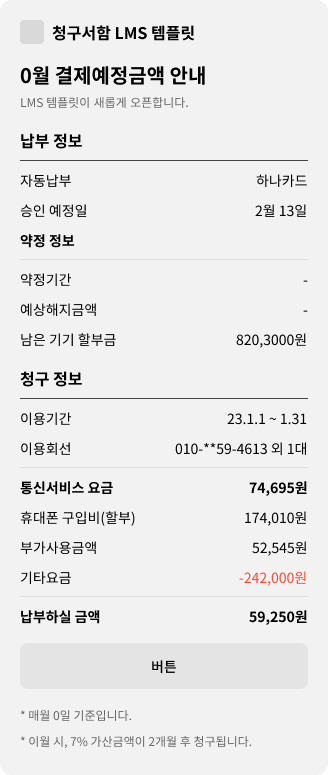 청구서함 LMS 템플릿
0월 결제예정금액 안내
LMS 템플릿이 새롭게 오픈합니다.
납부 정보
자동납부 하나카드
승인 예정일 2월 13일
약정 정보
약정기간 -
예상해지금액 -
남은 기기 할부금 820,3000원
청구 정보
이용기간 23.1.1 ~ 1.31
이용회선 010-**59-4613 외 1대
통신서비스 요금 74,695원
휴대폰 구입비(할부) 174,010원
부가사용금액 52,545원
기타요금 -242,000원
납부하실 금액 59,250원
버튼
* 매월 0일 기준입니다.
* 이월 시, 7% 가산금액이 2개월 후 청구됩니다.